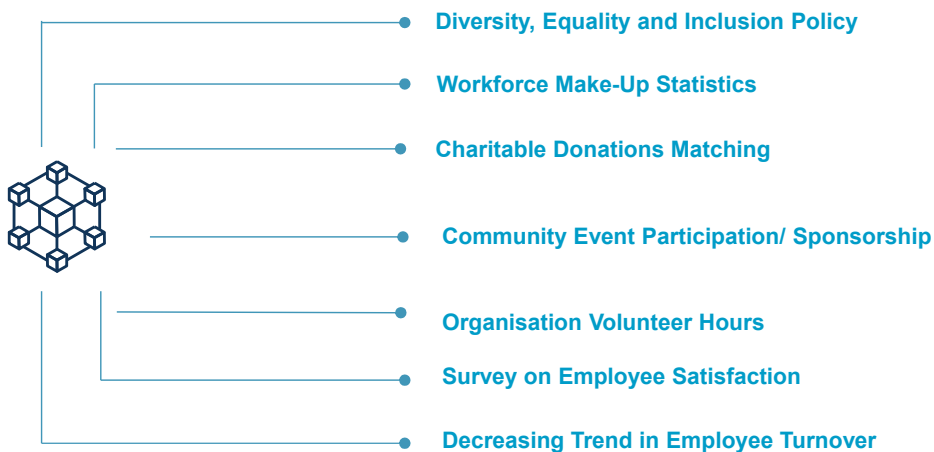 Diversity, Equality and Inclusion Policy
Workforce Make-Up Statistics
Charitable Donations Matching
Community Event Participation/ Sponsorship
Organisation Volunteer Hours
Survey on Employee Satisfaction
Decreasing Trend in Employee Turnover